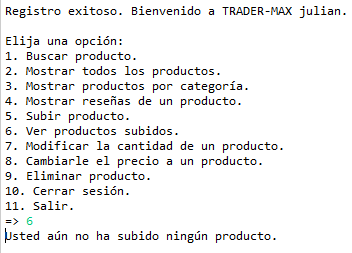 Registro exitoso. Bienvenido a TRADER-MAX julian.
Elija una opción:
1. Buscar producto.
2. Mostrar todos los productos.
3. Mostrar productos por categoría.
4. Mostrar reseñas de un producto.
5. Subir producto.
6. Ver productos subidos.
7. Modificar la cantidad de un producto.
8. Cambiarle el precio a un producto.
9. Eliminar producto.
10. Cerrar sesión.
11. Salir.
=> 6
Usted aún no ha subido ningún producto.